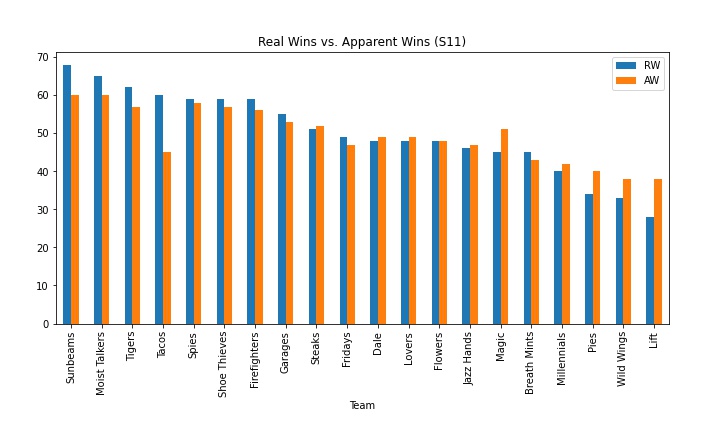 Real Wins vs. Apparent Wins (S11)
RW
AW
70
60
50
40
30
20
10
0
Sunbeams
Moist Talkers
Tigers
Tacos
Spies
Shoe Thieves
Firefighters
Garages
Steaks
Fridays
Dale
Lovers
Flowers
Jazz Hands
Magic
Breath Mints
Millennials
Pies
Wild Wings
Lift
Team